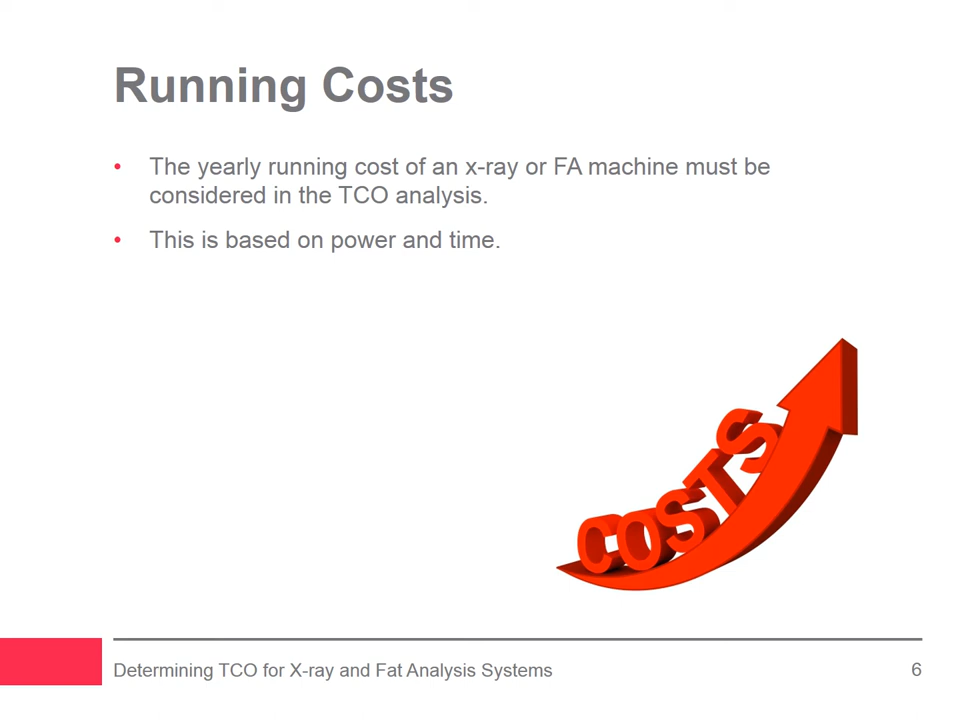 Running Costs
• The yearly running cost of an x-ray or FA machine must be
considered in the TCO analysis.
• This is based on power and time.
COSTS
Determining TCO for X-ray and Fat Analysis Systems 6